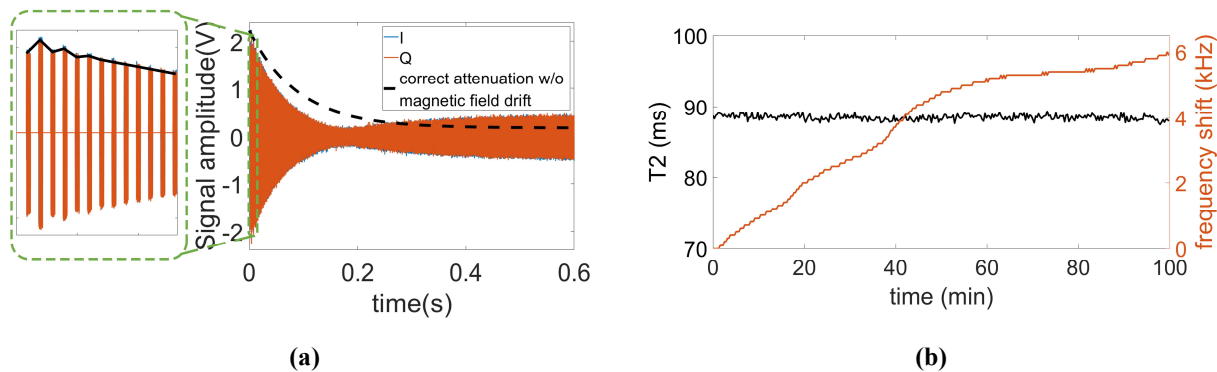 Signal amplitude(V)
2
1
0
-1
-2
I
Q
correct attenuation w/o
magnetic field drift
0
0.2
0.4
0.6
time(s)
(a)
T2 (ms)
100
90
80
70
0
20
40
60
80
100
time (min)
6
4
2
0
frequency shift (kHz)
(b)